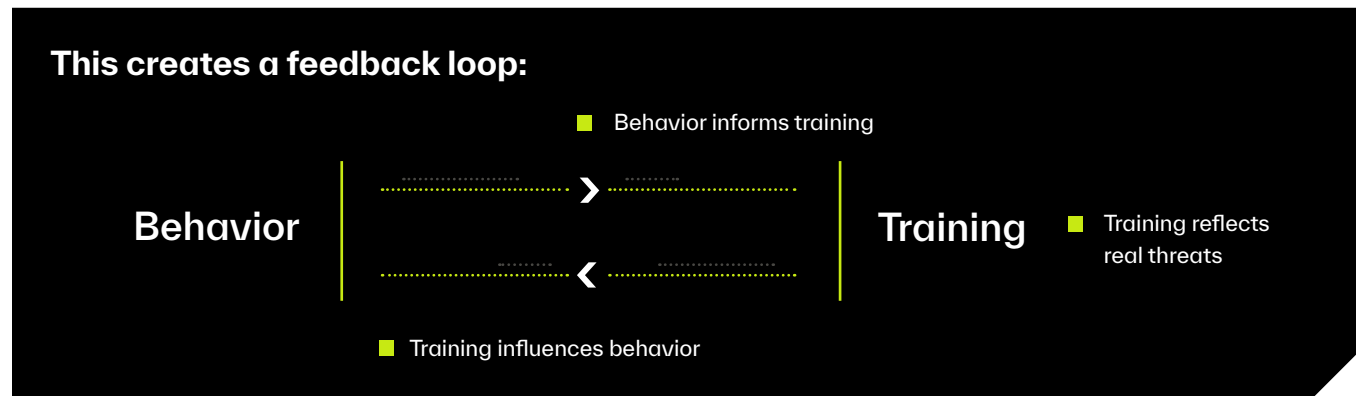 This creates a feedback loop:
Behavior informs training
Behavior
Training
Training reflects
real threats
Training influences behavior